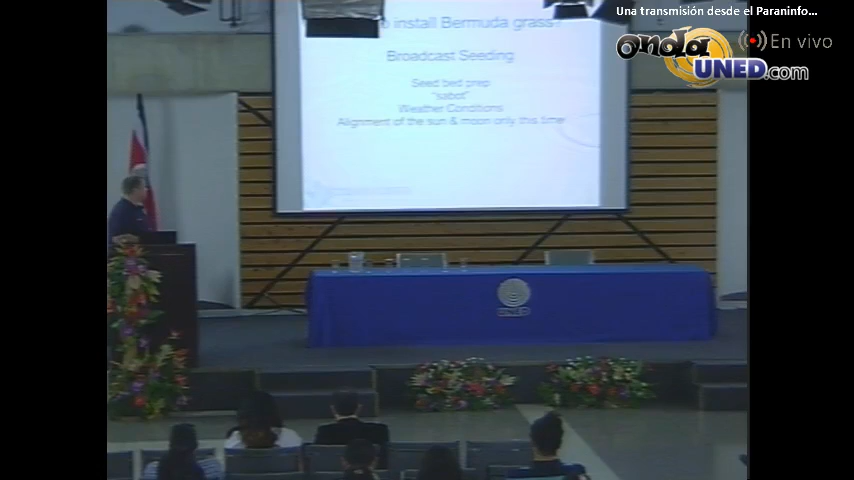 Una transmisión desde el Paraninfo...
onda UNED.com
En vivo
to install Bermuda grass?
Broadcast Seeding
Seed bed prep
"sabot"
Weather Conditions
Alignment of the sun & moon only this time
UNED